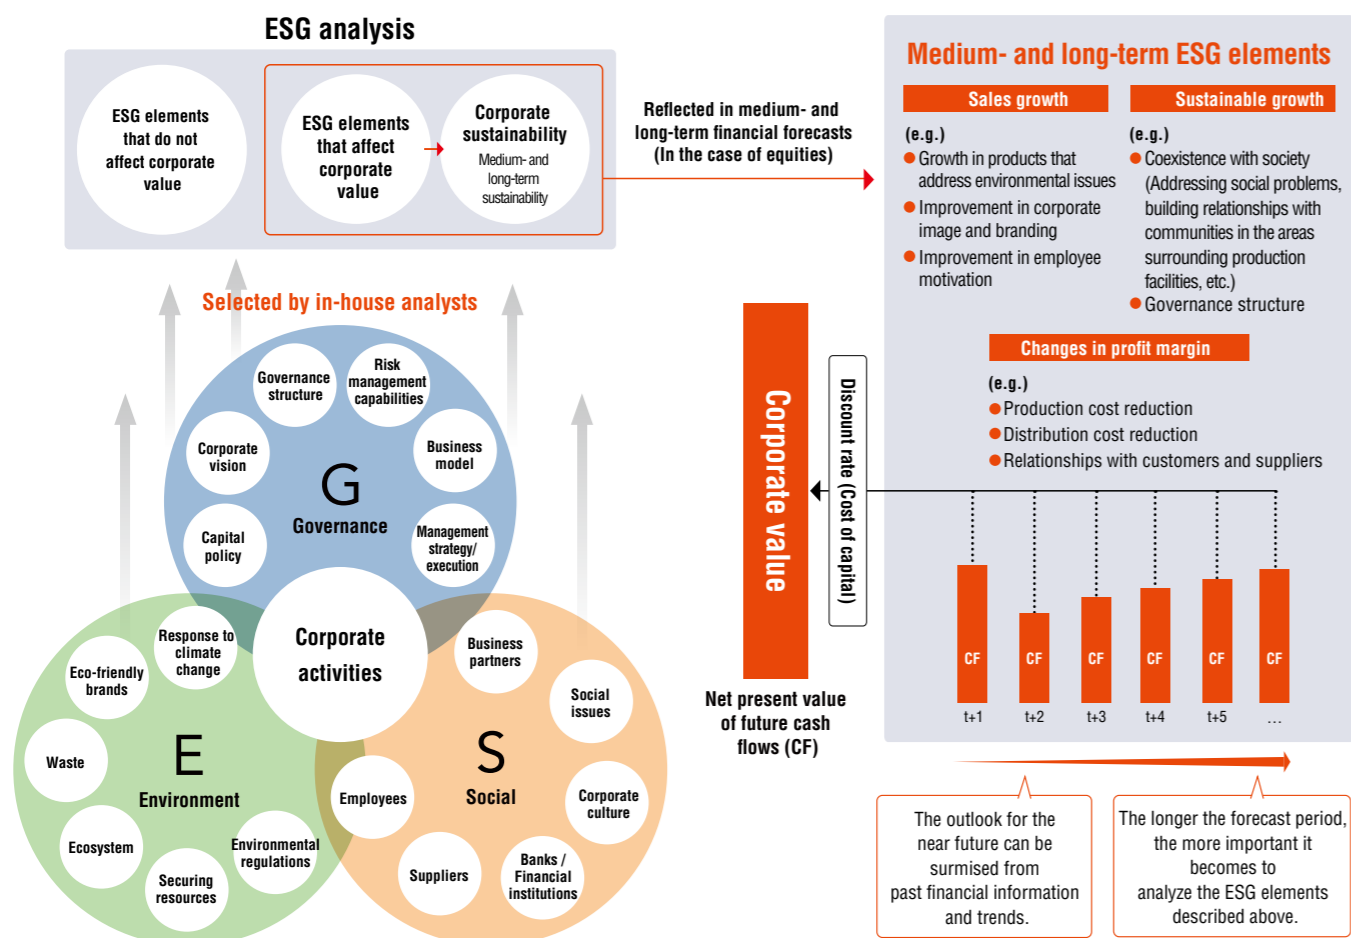 ESG analysis
ESG elements
that do not
affect corporate
value
ESG elements
that affect
corporate
value
Corporate
sustainability
Medium- and
long-term
sustainability
Reflected in medium- and
long-term financial forecasts
(In the case of equities)
Selected by in-house analysts
Governance
structure
Risk
management
capabilities
Corporate
vision
Business
model
G
Governance
Capital
policy
Management
strategy/
execution
Corporate
activities
Response to
climate
change
Eco-friendly
brands
Waste
E
Environment
Ecosystem
Environmental
regulations
Securing
resources
Business
partners
Social
issues
S
Social
Employees
Corporate
culture
Suppliers
Banks /
Financial
institutions
Medium- and long-term ESG elements
Sales growth
(e.g.)
● Growth in products that
address environmental issues
● Improvement in corporate
image and branding
● Improvement in employee
motivation
Sustainable growth
(e.g.)
● Coexistence with society
(Addressing social problems,
building relationships with
communities in the areas
surrounding production
facilities, etc.)
● Governance structure
Changes in profit margin
(e.g.)
● Production cost reduction
● Distribution cost reduction
● Relationships with customers and suppliers
Corporate value
Discount rate (Cost of capital)
Net present value
of future cash
flows (CF)
CF CF CF CF CF CF
t+1 t+2 t+3 t+4 t+5 …
The outlook for the
near future can be
surmised from
past financial information
and trends.
The longer the forecast period,
the more important it
becomes to
analyze the ESG elements
described above.